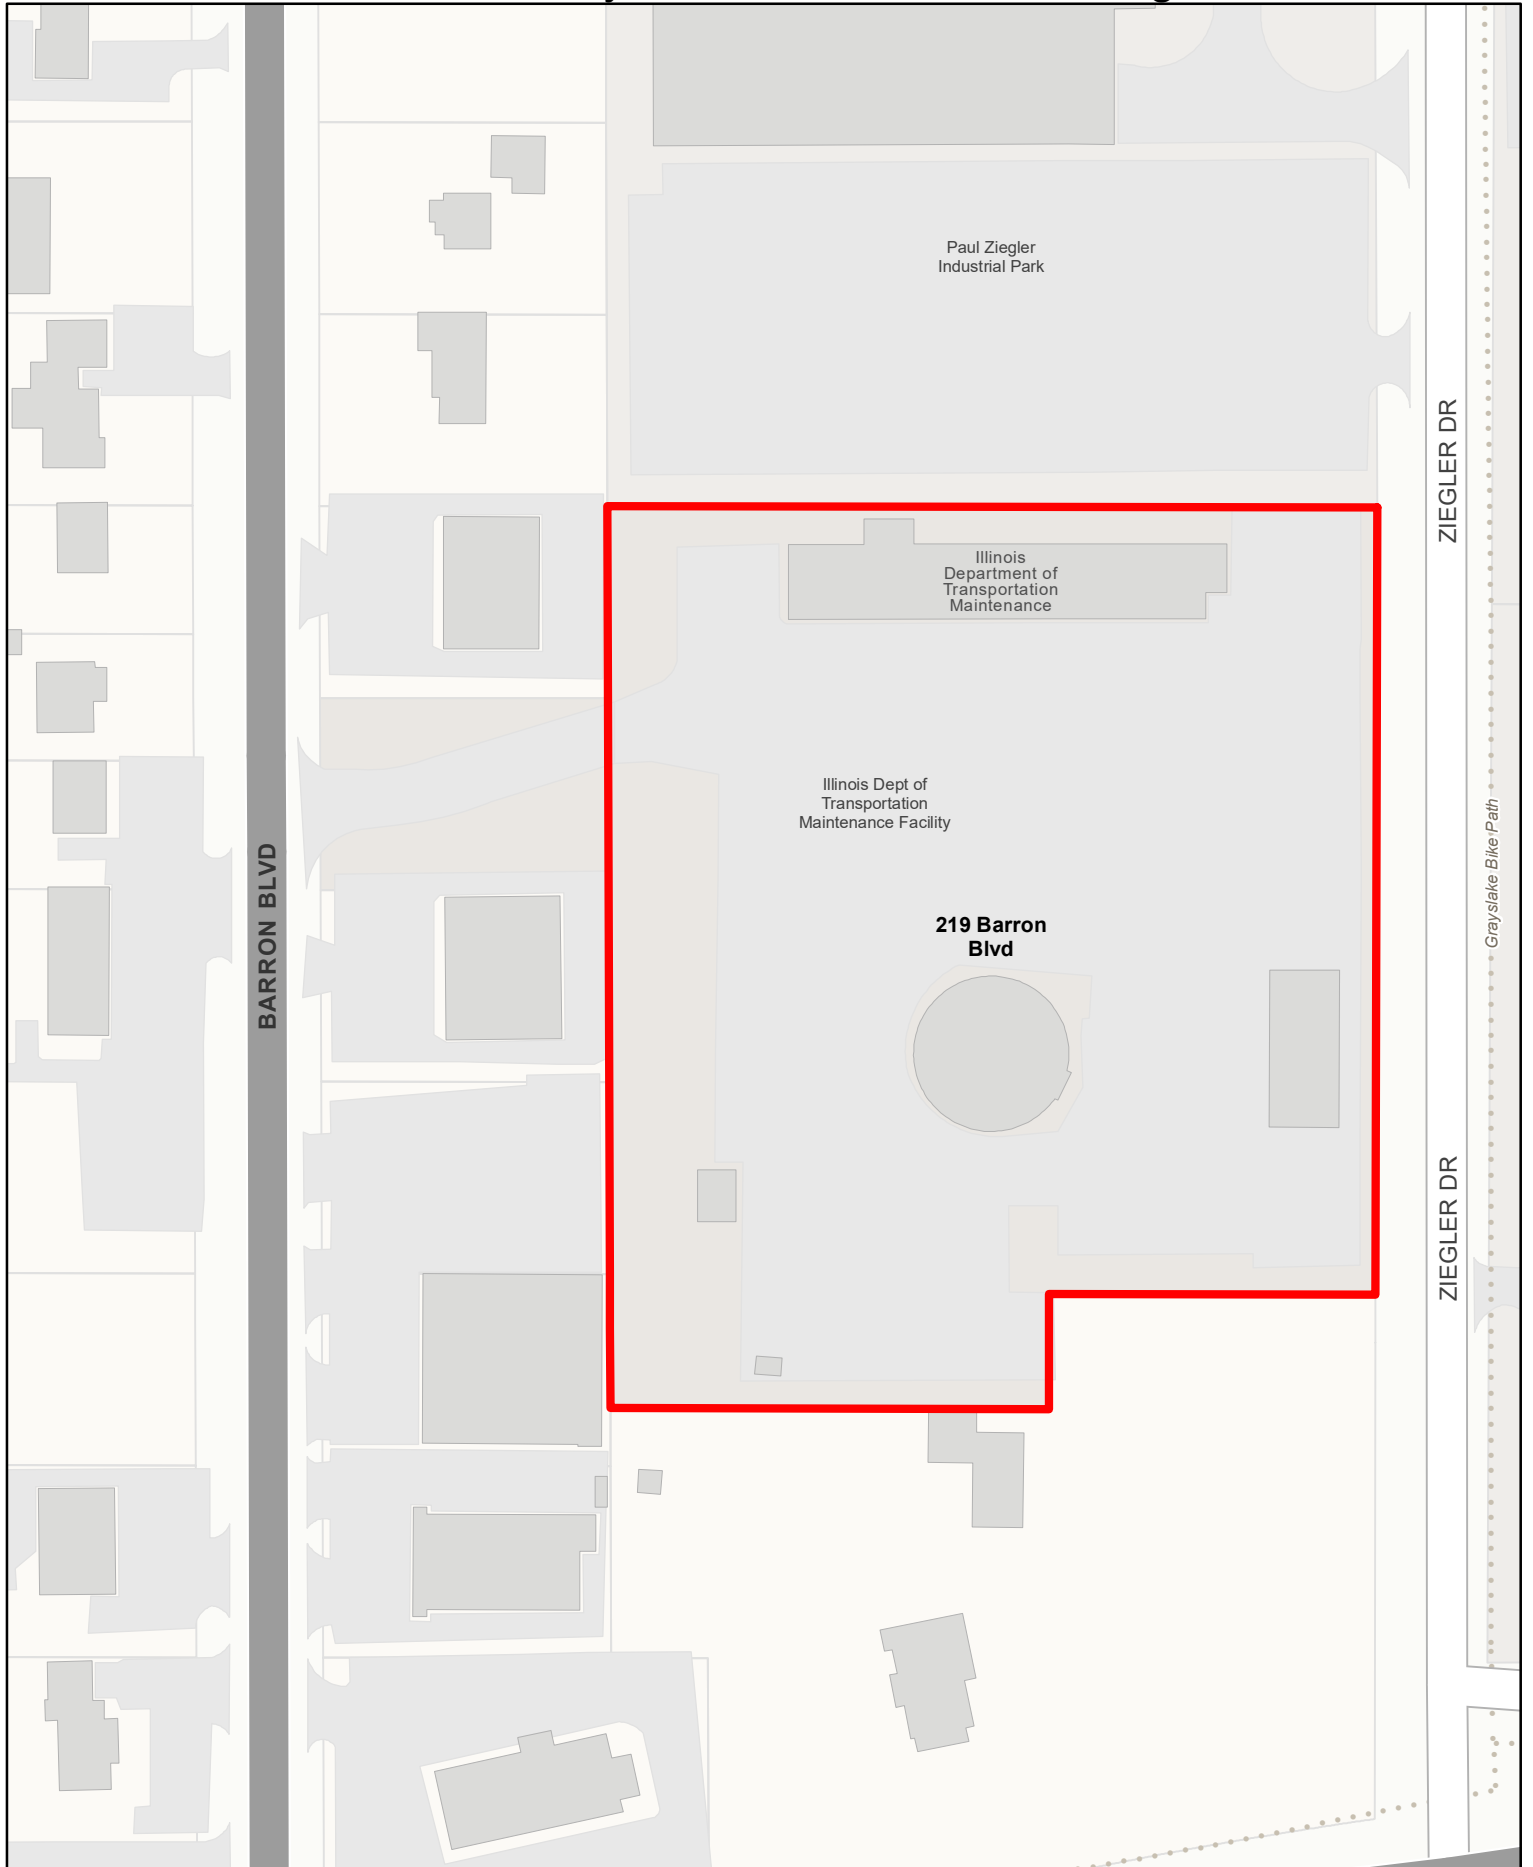 Paul Ziegler
Industrial Park
ZIEGLER DR
Illinois
Department of
Transportation
Maintenance
Illinois Dept of
Transportation
Maintenance Facility
BARRON BLVD
Grayslake Bike Path
219 Barron
Blvd
ZIEGLER DR